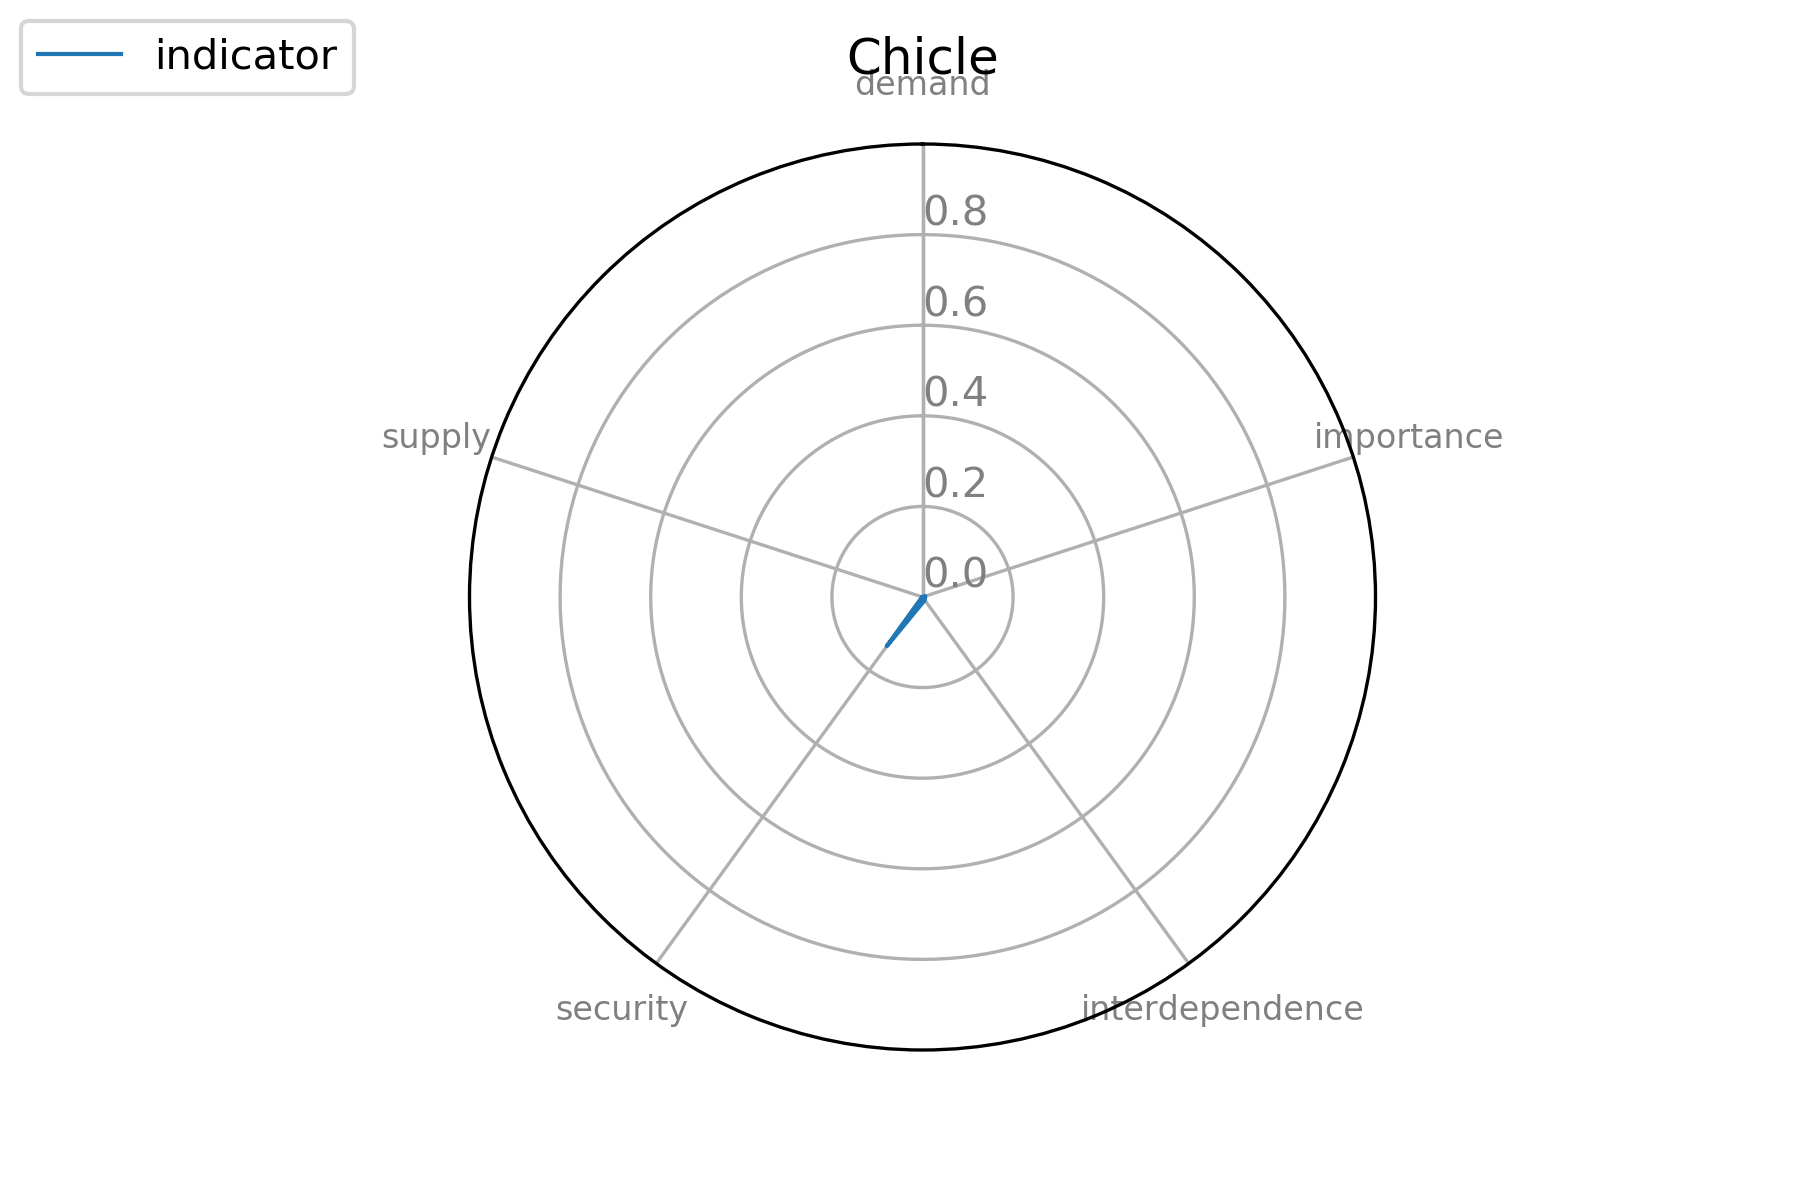 indicator
Chicle
demand
0.8
0.6
0.4
supply
importance
0.2
0.0
security
interdependence